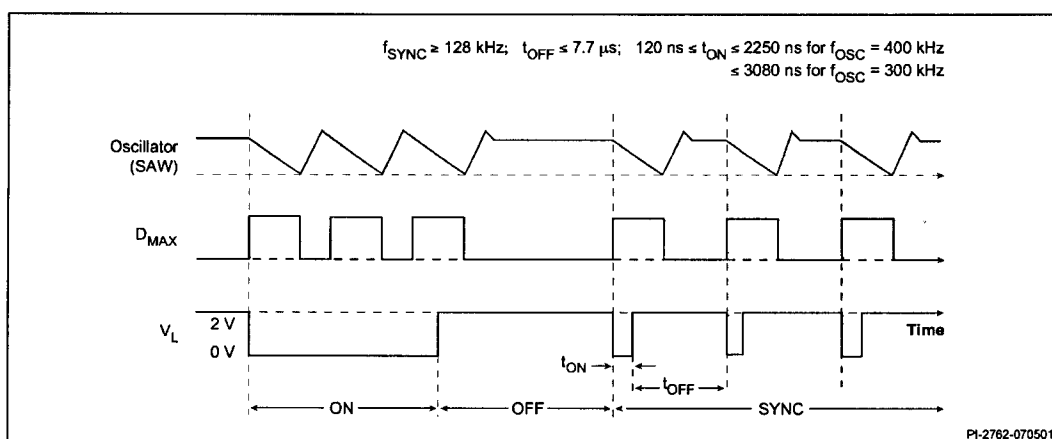 f_SYNC ≥ 128 kHz; t_OFF ≤ 7.7 μs; 120 ns ≤ t_ON ≤ 2250 ns for f_OSC = 400 kHz
≤ 3080 ns for f_OSC = 300 kHz
Oscillator
(SAW)
D_MAX
V_L
2 V
0 V
Time
t_ON
t_OFF
ON
OFF
SYNC
PI-2762-070501